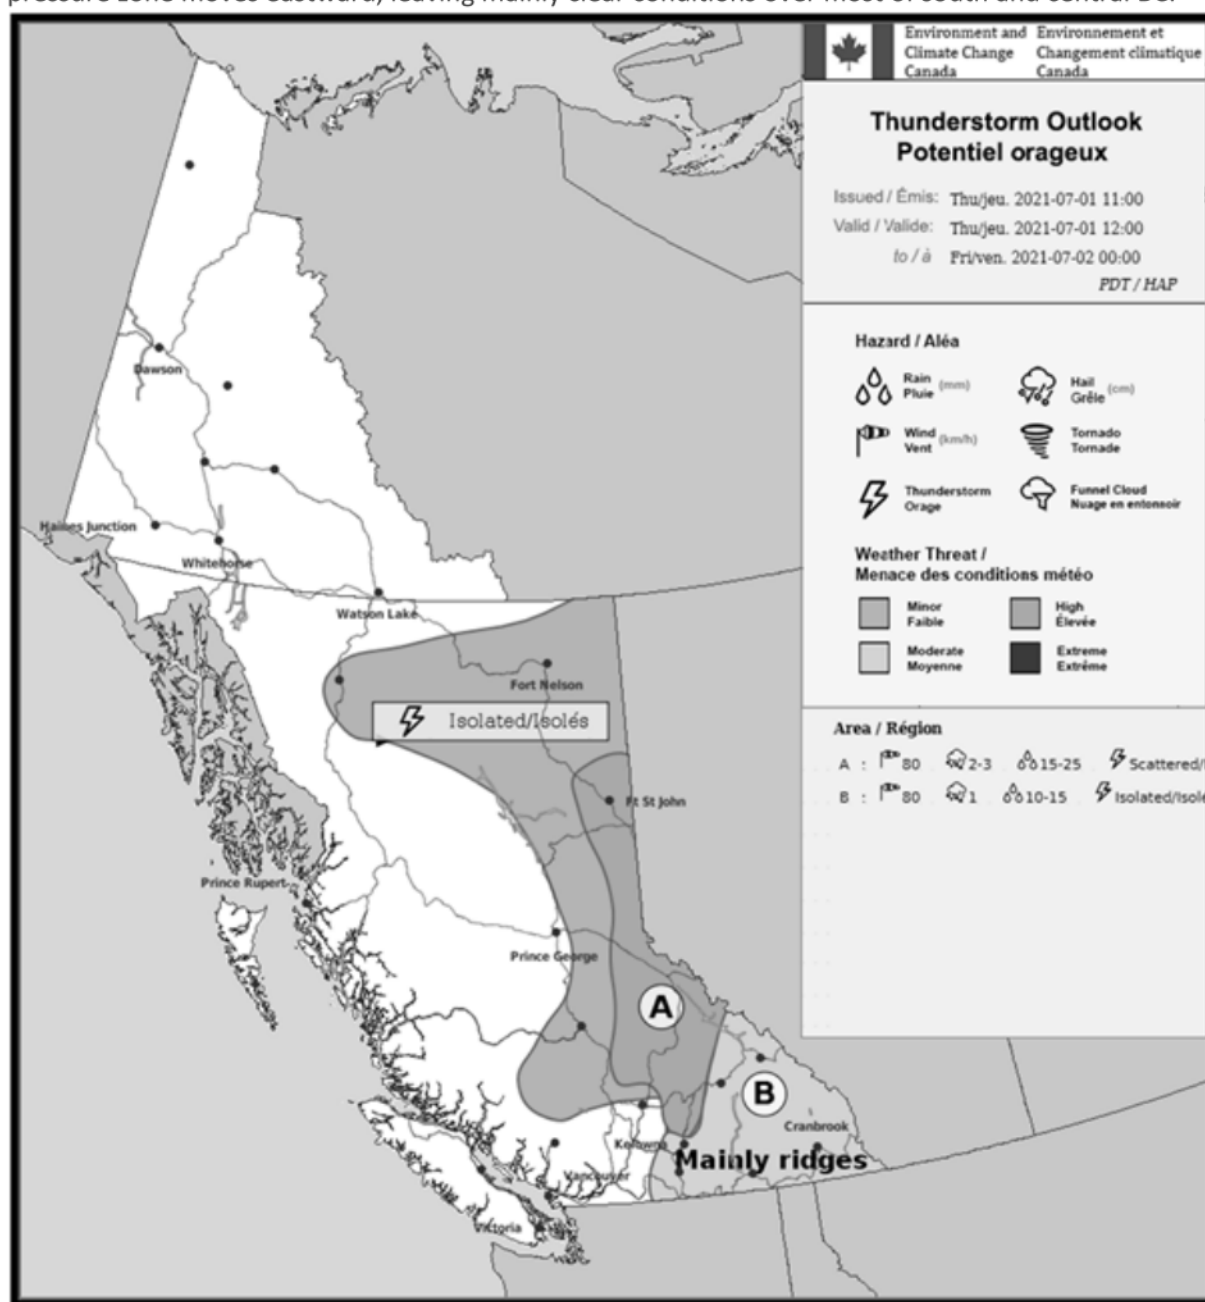 pressure zone moves eastward, leaving mainly clear conditions over most of south and central BC.
Environment and Climate Change Canada
Environnement et Changement climatique Canada
Thunderstorm Outlook
Potentiel orageux
Issued / Émis: Thu/jeu. 2021-07-01 11:00
Valid / Valide: Thu/jeu. 2021-07-01 12:00
to / à Fri/ven. 2021-07-02 00:00
PDT / HAP
Hazard / Aléa
Rain Pluie (mm)
Hail Grêle (cm)
Wind Vent (km/h)
Tornado Tornade
Thunderstorm Orage
Funnel Cloud Nuage en entonnoir
Weather Threat /
Menace des conditions météo
Minor Faible
High Élevée
Moderate Moyenne
Extreme Extrême
Area / Région
A : 80 2-3 15-25 Scattered/
B : 80 1 10-15 Isolated/Isolé
Dawson
Haines Junction
Whitehorse
Watson Lake
Fort Nelson
Isolated/Isolés
Ft St John
Prince Rupert
Prince George
A
B
Cranbrook
Kelowna
Mainly ridges
Vancouver
Victoria